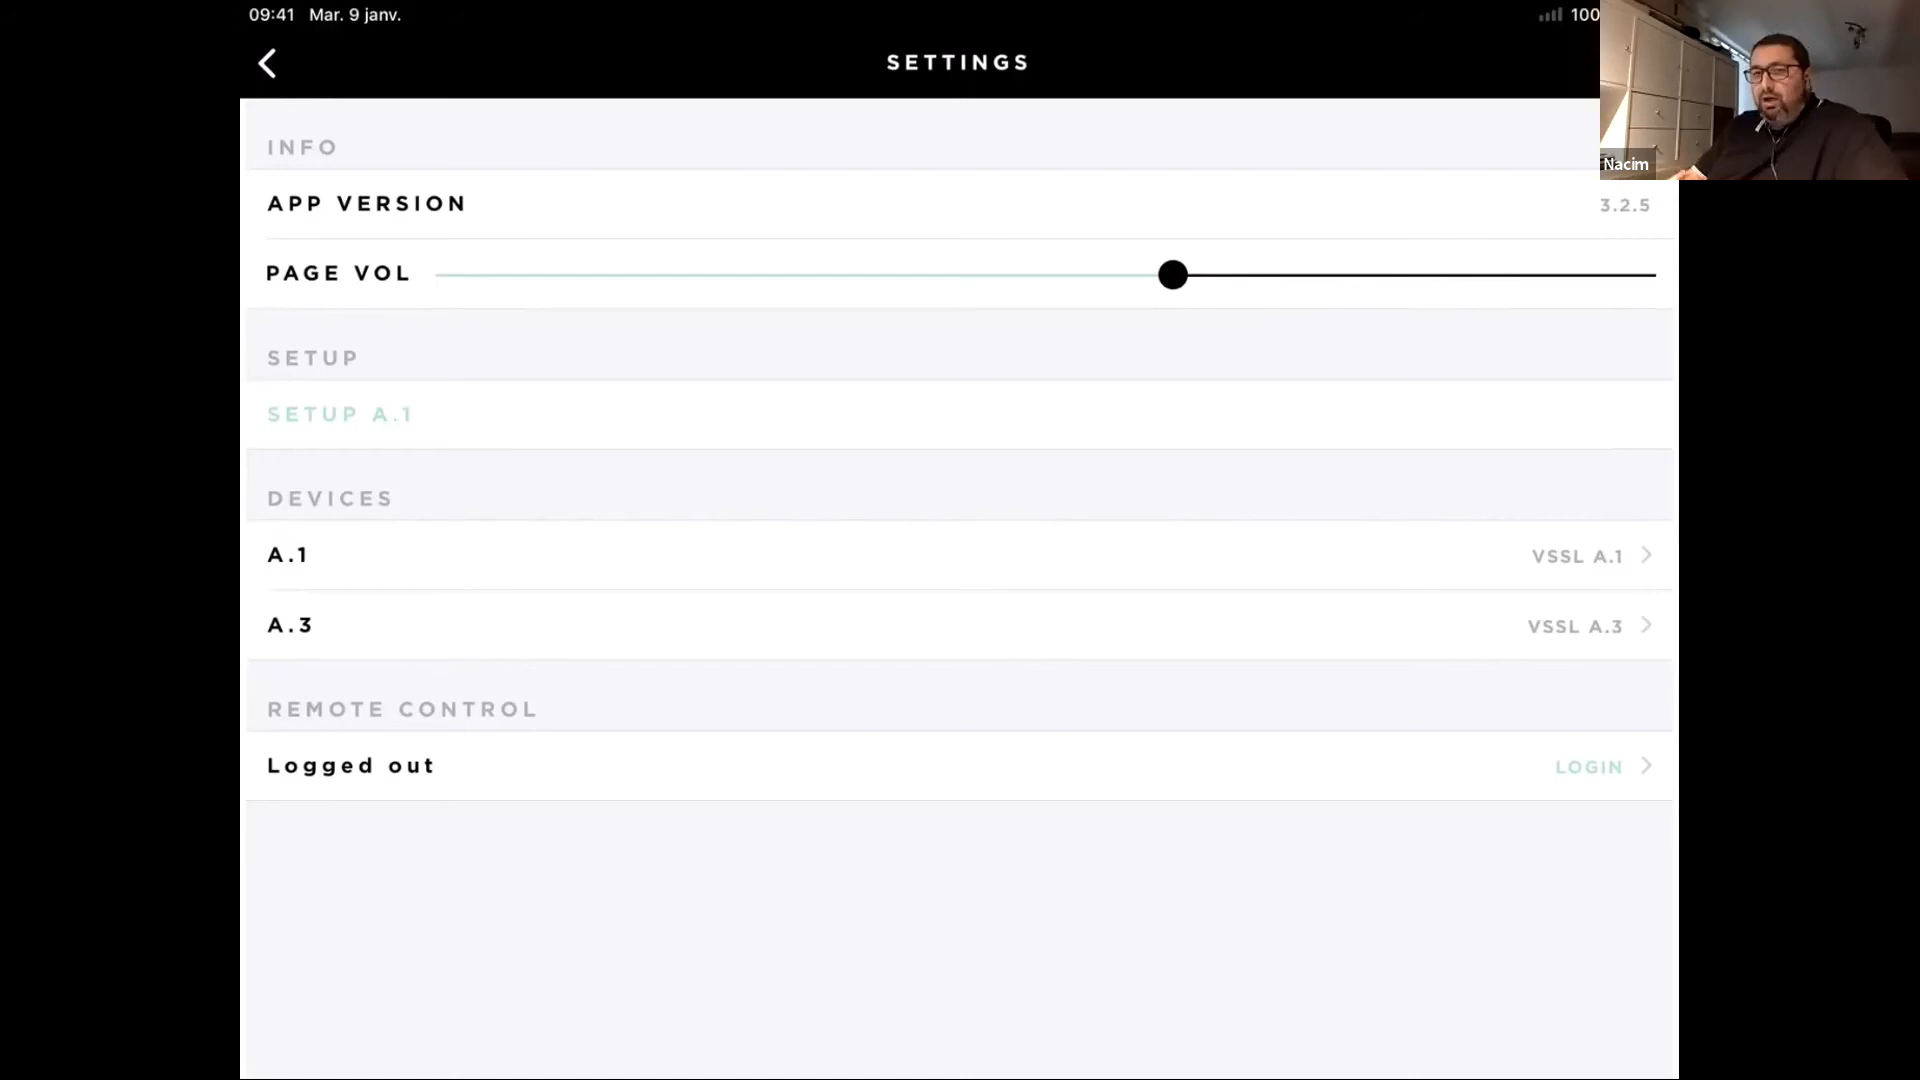 09:41 Mar. 9 janv.
100
SETTINGS
Nacim
INFO
APP VERSION 3.2.5
PAGE VOL
SETUP
SETUP A.1
DEVICES
A.1 VSSL A.1
A.3 VSSL A.3
REMOTE CONTROL
Logged out LOGIN